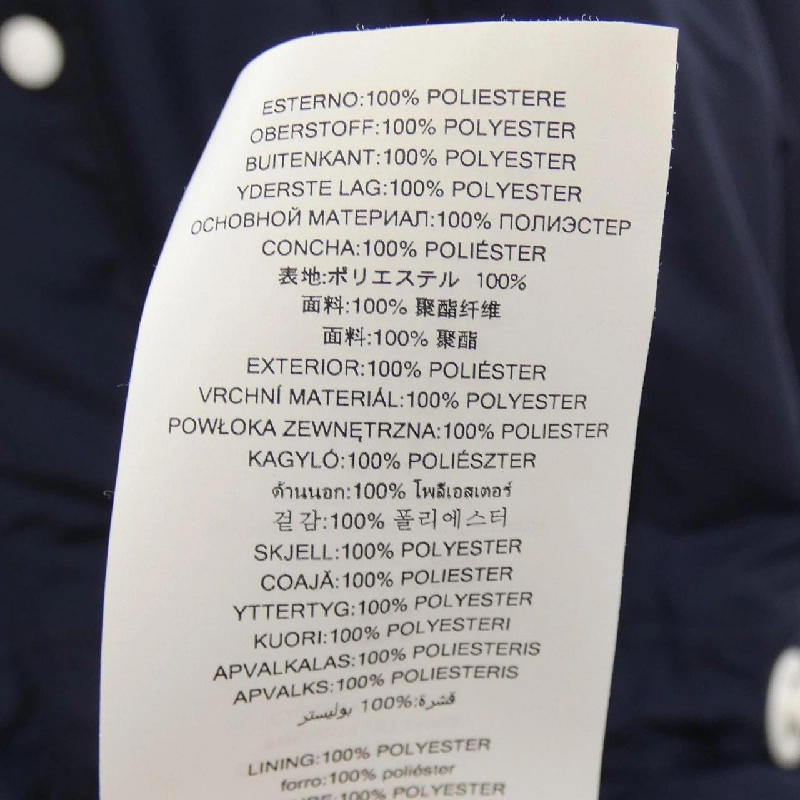 ESTERNO:100% POLIESTERE
OBERSTOFF:100% POLYESTER
BUITENKANT:100% POLYESTER
YDERSTE LAG:100% POLYESTER
ОСНОВНОЙ МАТЕРИАЛ:100% ПОЛИЭСТЕР
CONCHA:100% POLIÉSTER
表地:ポリエステル 100%
面料:100% 聚酯纤维
面料:100% 聚酯
EXTERIOR:100% POLIÉSTER
VRCHNÍ MATERIÁL:100% POLYESTER
POWŁOKA ZEWNĘTRZNA:100% POLIESTER
KAGYLÓ:100% POLIÉSZTER
ด้านนอก:100% โพลีเอสเตอร์
겉감:100% 폴리에스터
SKJELL:100% POLYESTER
COAJĂ:100% POLIESTER
YTTERTYG:100% POLYESTER
KUORI:100% POLYESTERI
APVALKALAS:100% POLIESTERIS
APVALKS:100% POLIESTERIS
قشرة:100% بوليستر
LINING:100% POLYESTER
forro:100% poliéster
100% POLYESTER